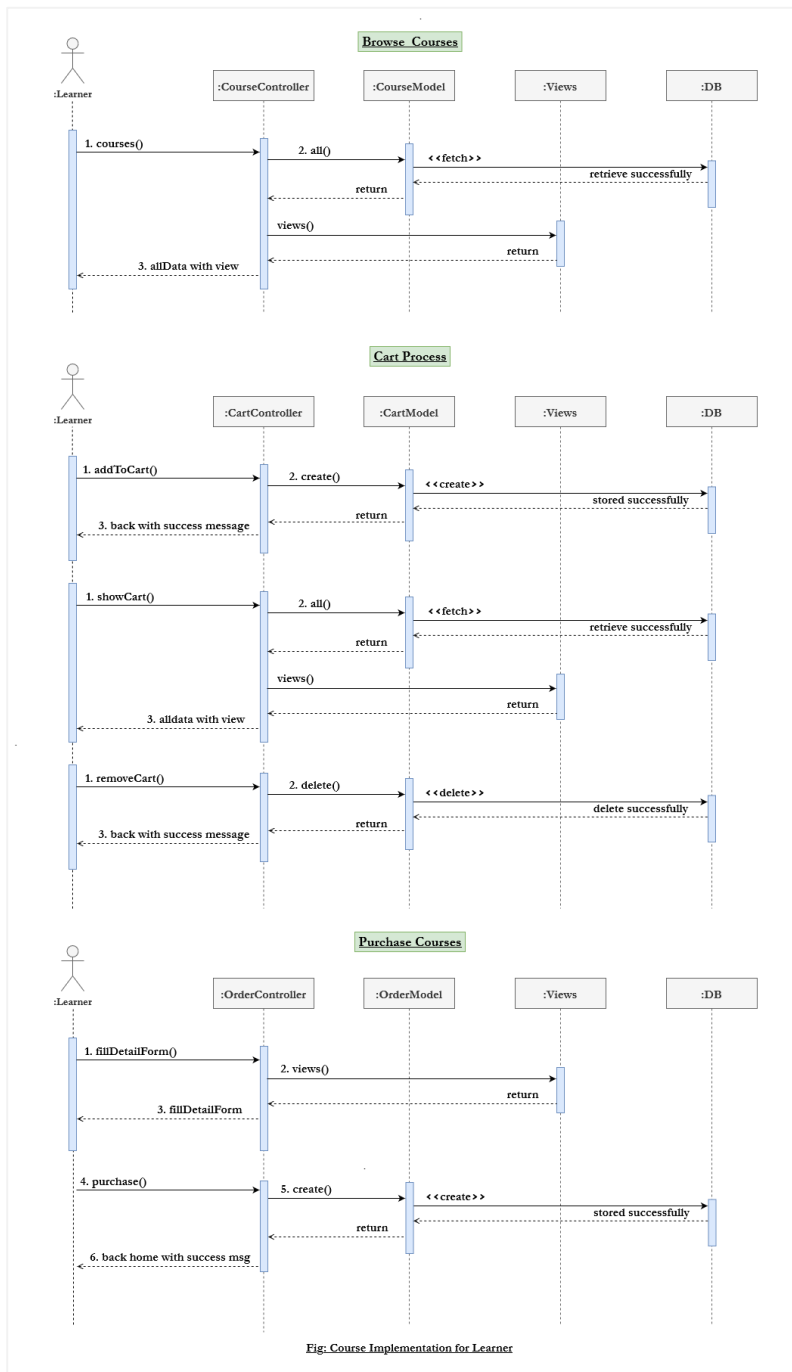 Browse Courses
:Learner
:CourseController
:CourseModel
:Views
:DB
1. courses()
2. all()
<<fetch>>
retrieve successfully
return
views()
return
3. allData with view
Cart Process
:Learner
:CartController
:CartModel
:Views
:DB
1. addToCart()
2. create()
<<create>>
stored successfully
return
3. back with success message
1. showCart()
2. all()
<<fetch>>
retrieve successfully
return
views()
return
3. alldata with view
1. removeCart()
2. delete()
<<delete>>
delete successfully
return
3. back with success message
Purchase Courses
:Learner
:OrderController
:OrderModel
:Views
:DB
1. fillDetailForm()
2. views()
return
3. fillDetailForm
4. purchase()
5. create()
<<create>>
stored successfully
return
6. back home with success msg
Fig: Course Implementation for Learner